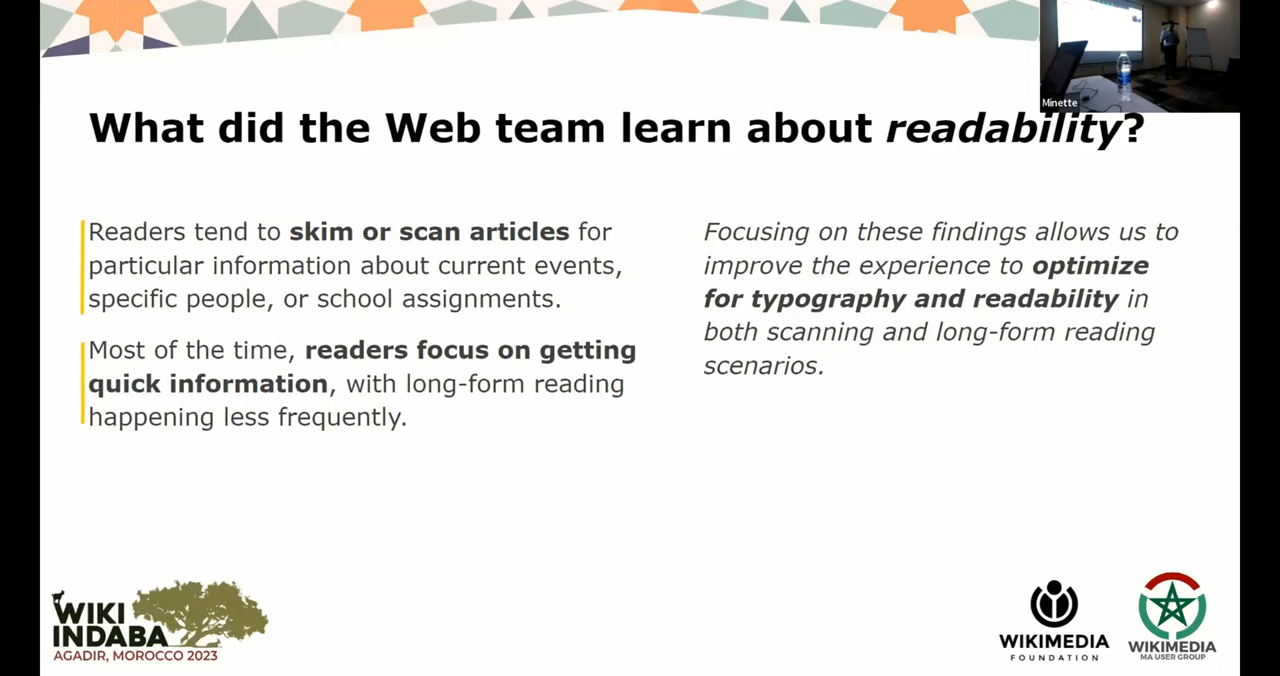 Minette
What did the Web team learn about readability?
Readers tend to skim or scan articles for
particular information about current events,
specific people, or school assignments.
Most of the time, readers focus on getting
quick information, with long-form reading
happening less frequently.
Focusing on these findings allows us to
improve the experience to optimize
for typography and readability in
both scanning and long-form reading
scenarios.
WIKI
INDABA
AGADIR, MOROCCO 2023
WIKIMEDIA
FOUNDATION
WIKIMEDIA
MA USER GROUP